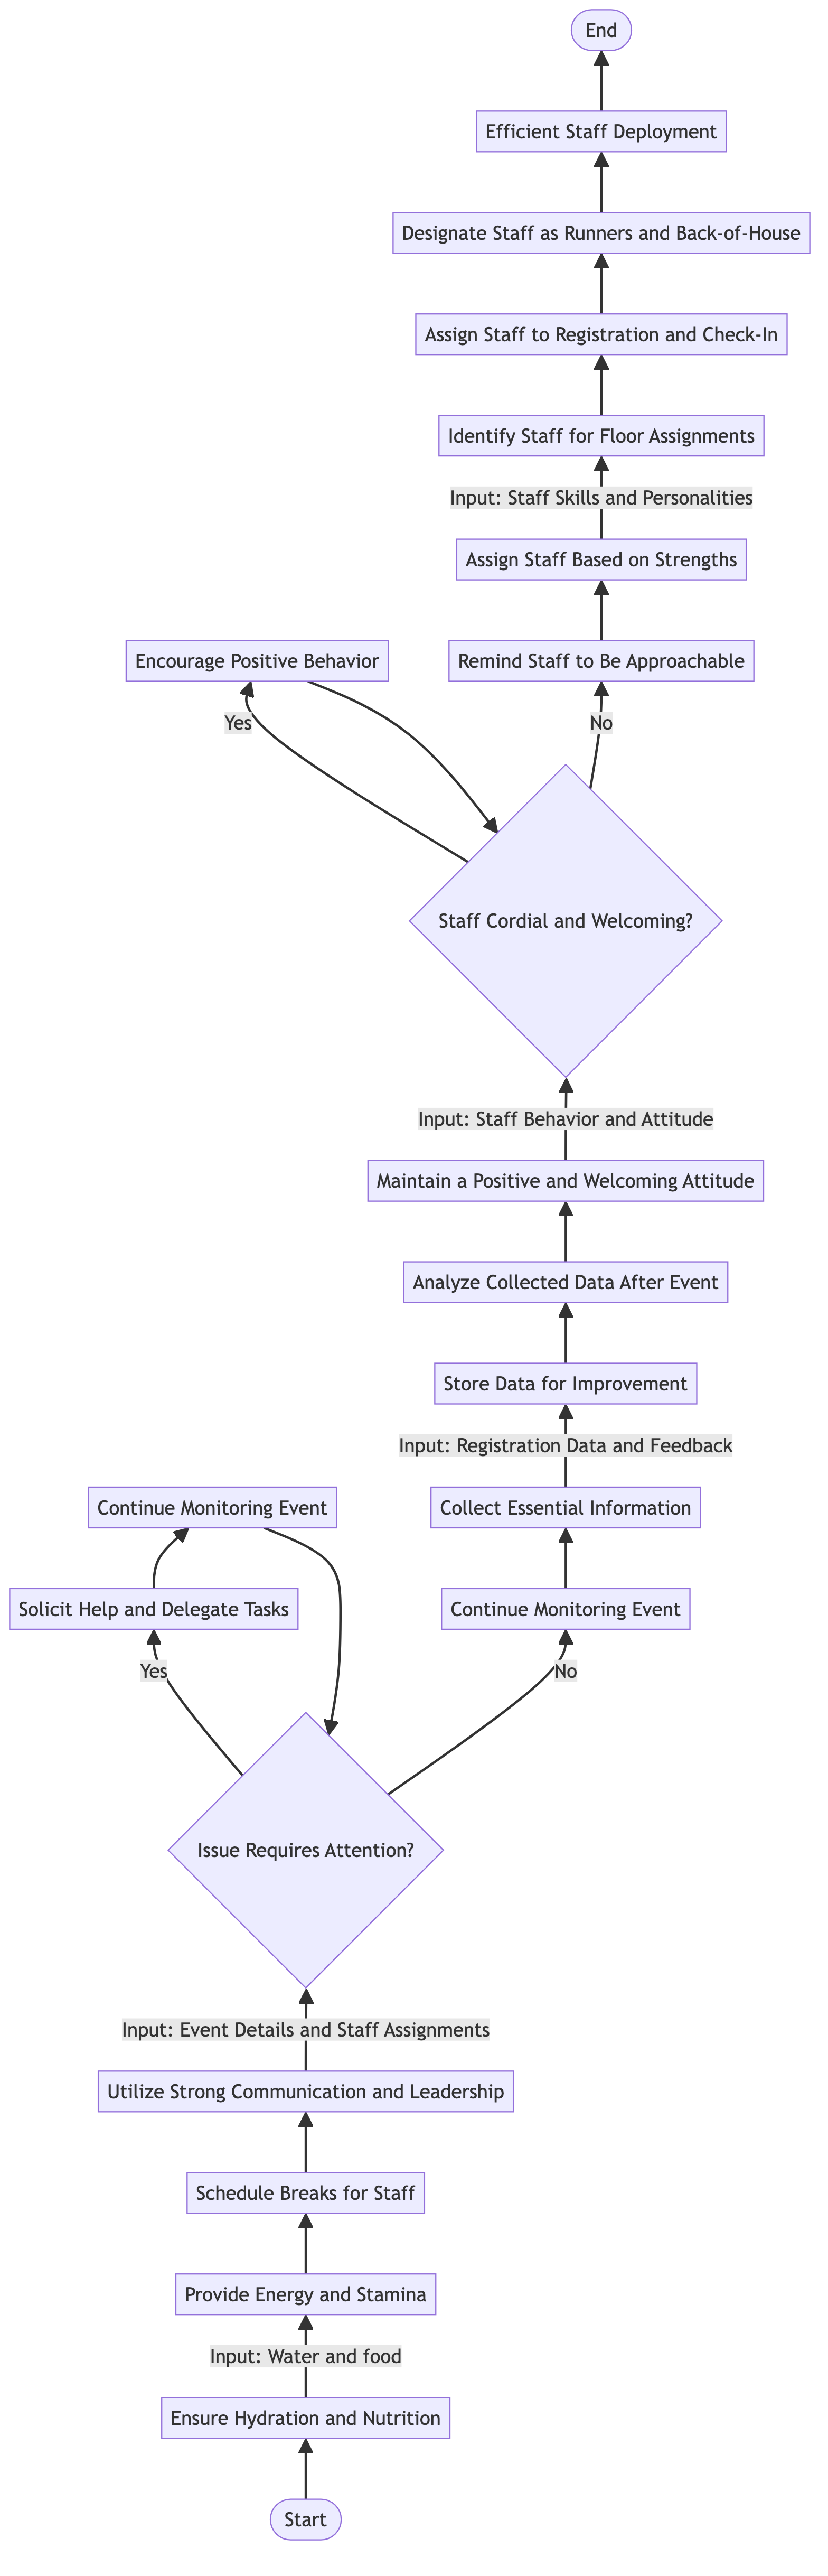 End
Efficient Staff Deployment
Designate Staff as Runners and Back-of-House
Assign Staff to Registration and Check-In
Identify Staff for Floor Assignments
Input: Staff Skills and Personalities
Assign Staff Based on Strengths
Encourage Positive Behavior
Remind Staff to Be Approachable
Yes
No
Staff Cordial and Welcoming?
Input: Staff Behavior and Attitude
Maintain a Positive and Welcoming Attitude
Analyze Collected Data After Event
Store Data for Improvement
Input: Registration Data and Feedback
Continue Monitoring Event
Collect Essential Information
Solicit Help and Delegate Tasks
Continue Monitoring Event
Yes
No
Issue Requires Attention?
Input: Event Details and Staff Assignments
Utilize Strong Communication and Leadership
Schedule Breaks for Staff
Provide Energy and Stamina
Input: Water and food
Ensure Hydration and Nutrition
Start